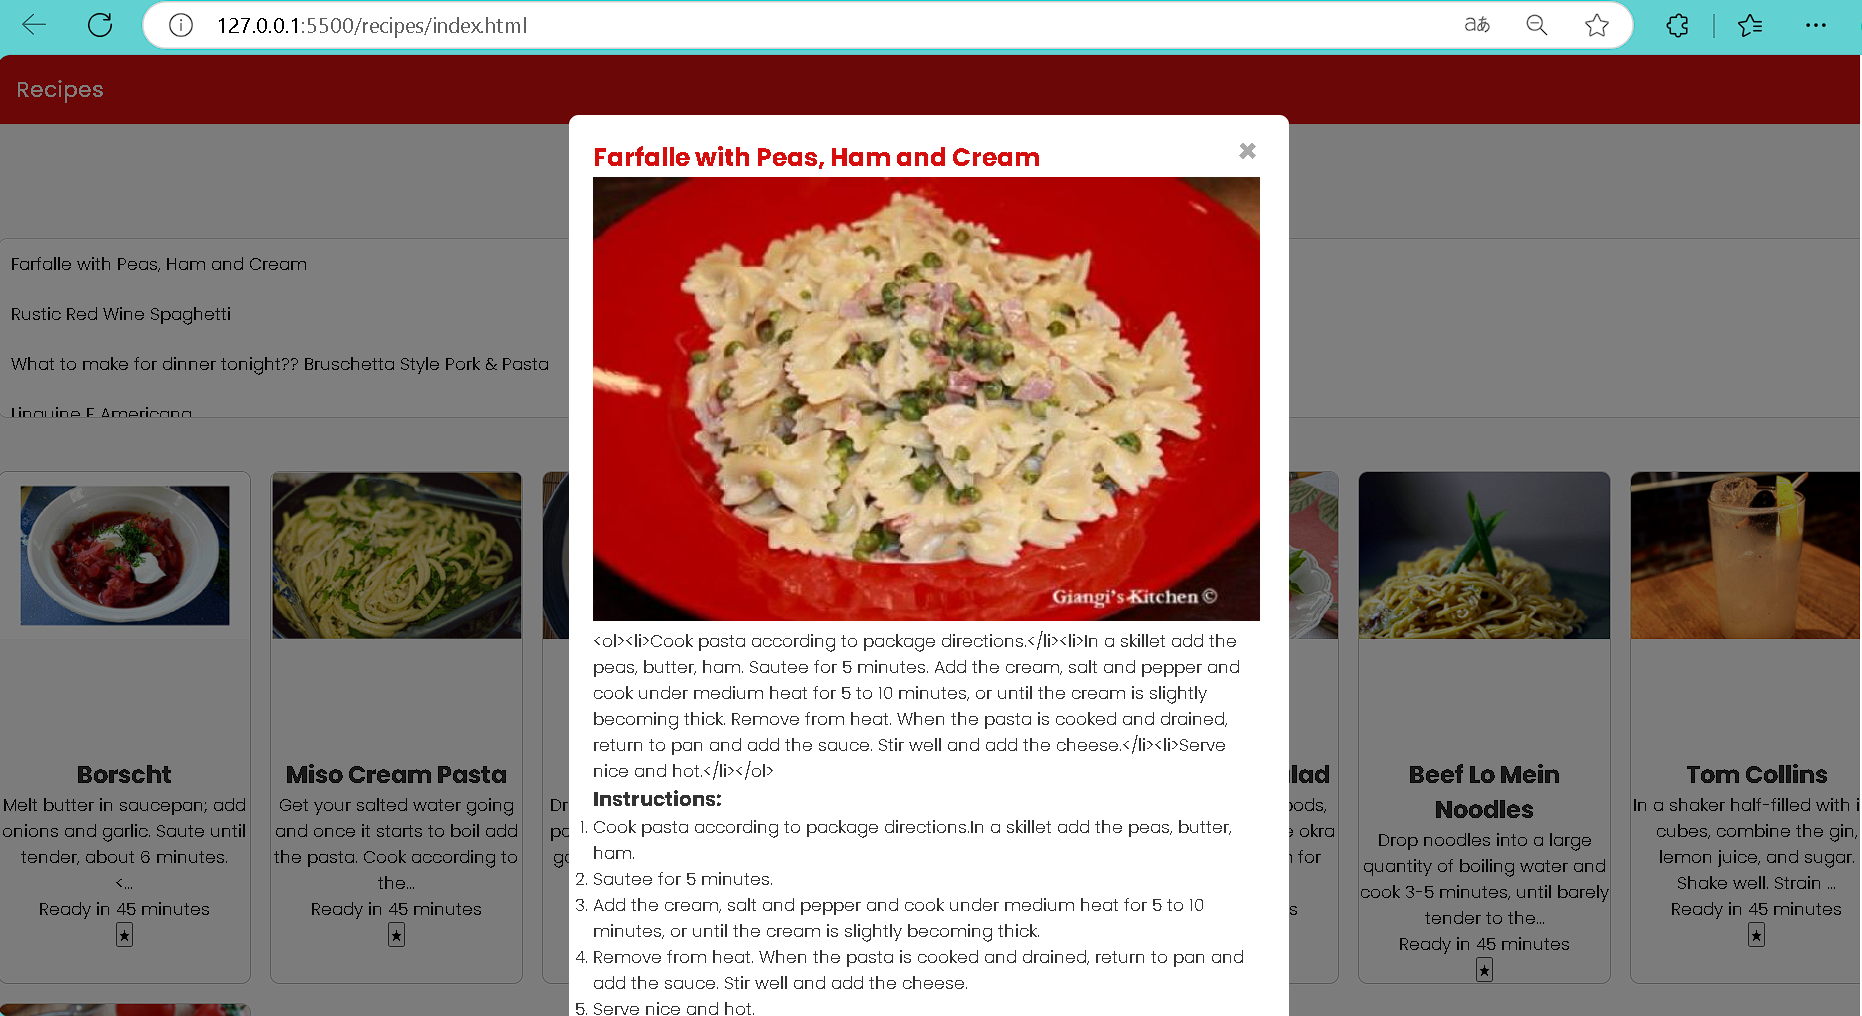 127.0.0.1:5500/recipes/index.html
Recipes
Farfalle with Peas, Ham and Cream
Farfalle with Peas, Ham and Cream
Rustic Red Wine Spaghetti
What to make for dinner tonight?? Bruschetta Style Pork & Pasta
Linguine E Americana
Giangi's Kitchen ©
<ol><li>Cook pasta according to package directions.</li><li>In a skillet add the
peas, butter, ham. Sautee for 5 minutes. Add the cream, salt and pepper and
cook under medium heat for 5 to 10 minutes, or until the cream is slightly
becoming thick. Remove from heat. When the pasta is cooked and drained,
return to pan and add the sauce. Stir well and add the cheese.</li><li>Serve
nice and hot.</li></ol>
Instructions:
1. Cook pasta according to package directions.In a skillet add the peas, butter,
ham.
2. Sautee for 5 minutes.
3. Add the cream, salt and pepper and cook under medium heat for 5 to 10
minutes, or until the cream is slightly becoming thick.
4. Remove from heat. When the pasta is cooked and drained, return to pan and
add the sauce. Stir well and add the cheese.
5. Serve nice and hot.
Borscht
Melt butter in saucepan; add
onions and garlic. Saute until
tender, about 6 minutes.
<...
Ready in 45 minutes
Miso Cream Pasta
Get your salted water going
and once it starts to boil add
the pasta. Cook according to
the...
Ready in 45 minutes
Beef Lo Mein
Noodles
Drop noodles into a large
quantity of boiling water and
cook 3-5 minutes, until barely
tender to the...
Ready in 45 minutes
Tom Collins
In a shaker half-filled with i
cubes, combine the gin,
lemon juice, and sugar.
Shake well. Strain ...
Ready in 45 minutes